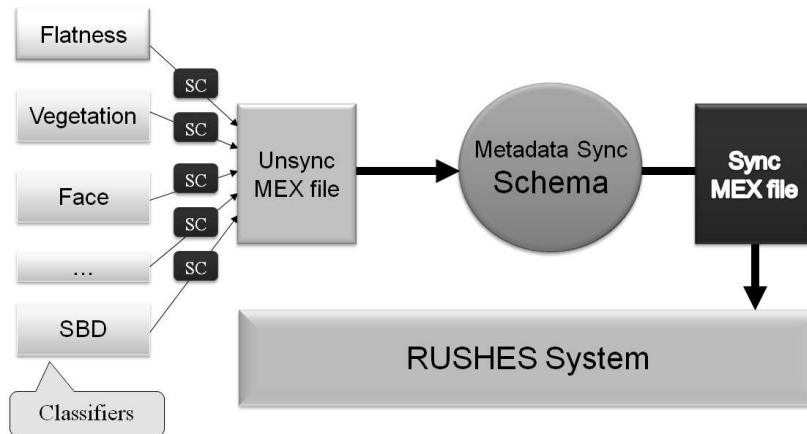 Flatness
SC
Vegetation
SC
Face
SC
...
SC
SBD
SC
Classifiers
Unsync
MEX file
Metadata Sync
Schema
Sync
MEX file
RUSHES System